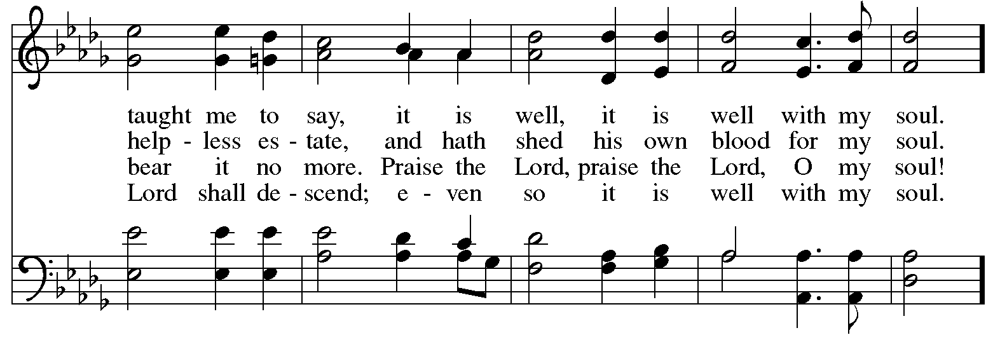 taught me to say, it is well, it is well with my soul.
help - less es - tate, and hath shed his own blood for my soul.
bear it no more. Praise the Lord, praise the Lord, O my soul!
Lord shall de - scend; e - ven so it is well with my soul.